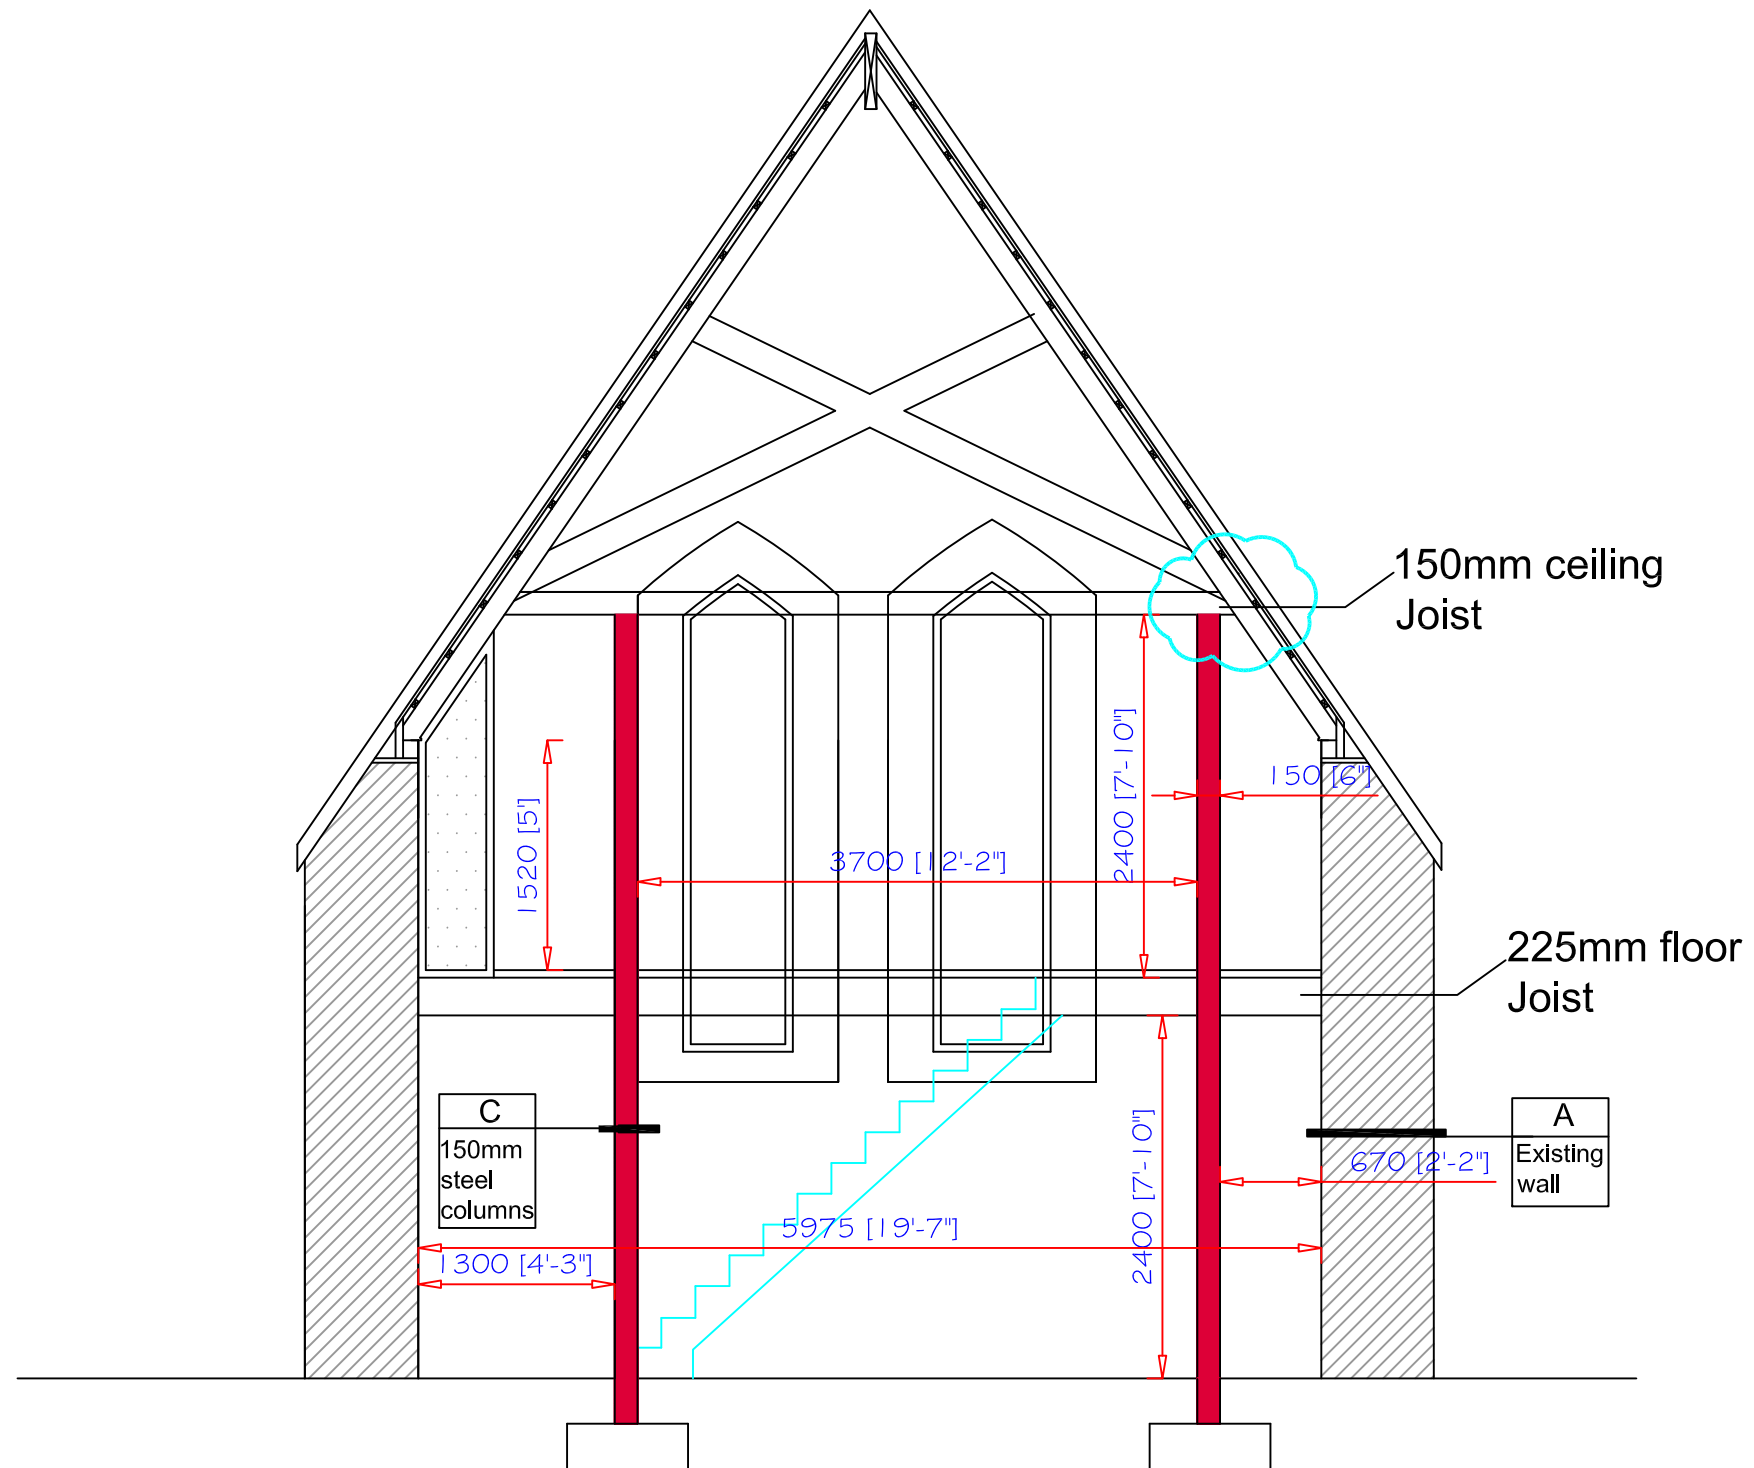 150mm ceiling
Joist
2400 [7'-10"]
150 [6"]
1520 [5']
3700 [12'-2"]
225mm floor
Joist
C
150mm
steel
columns
A
Existing
wall
670 [2'-2"]
2400 [7'-10"]
5975 [19'-7"]
1300 [4'-3"]